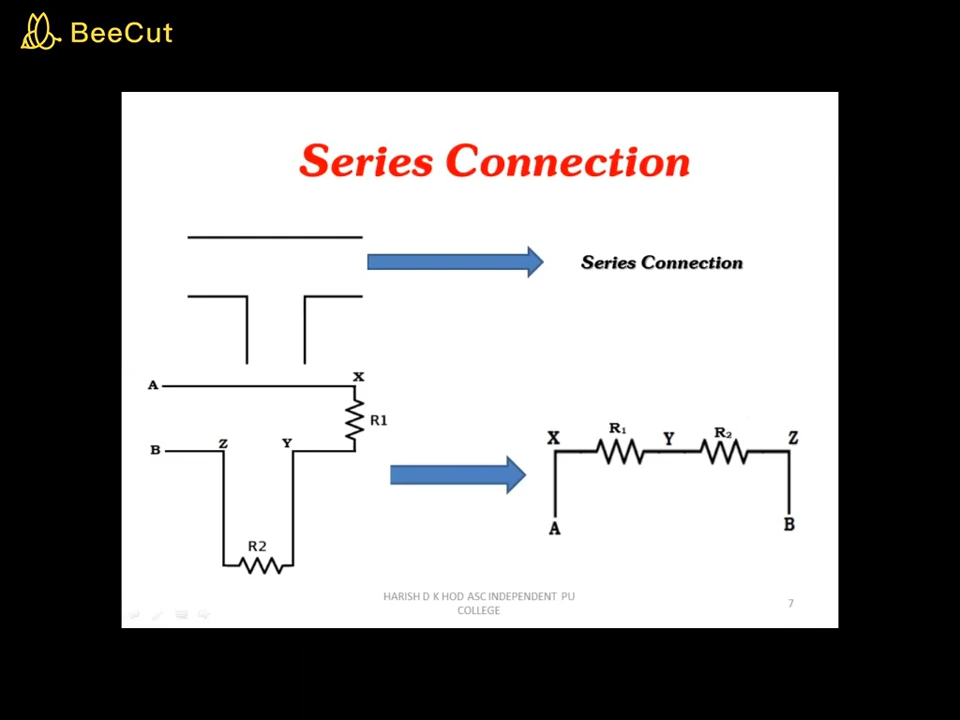 BeeCut
Series Connection
Series Connection
A
X
R1
B
Z
Y
R2
X
R₁
Y
R₂
Z
A
B
HARISH D K HOD ASC INDEPENDENT PU
COLLEGE
7